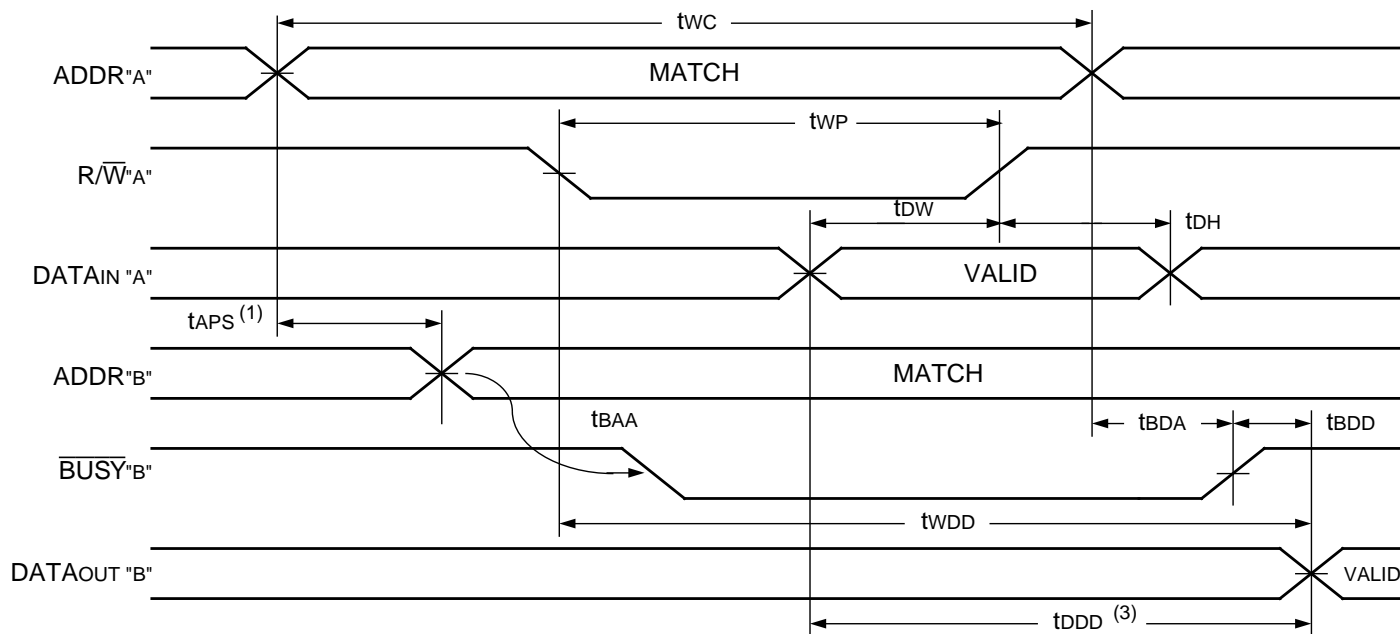 tWC
ADDR"A"
MATCH
tWP
R/W̅"A"
tDW
tDH
DATAIN "A"
VALID
tAPS (1)
ADDR"B"
MATCH
tBAA
tBDA
tBDD
B̅U̅S̅Y̅"B"
tWDD
DATAOUT "B"
VALID
tDDD (3)